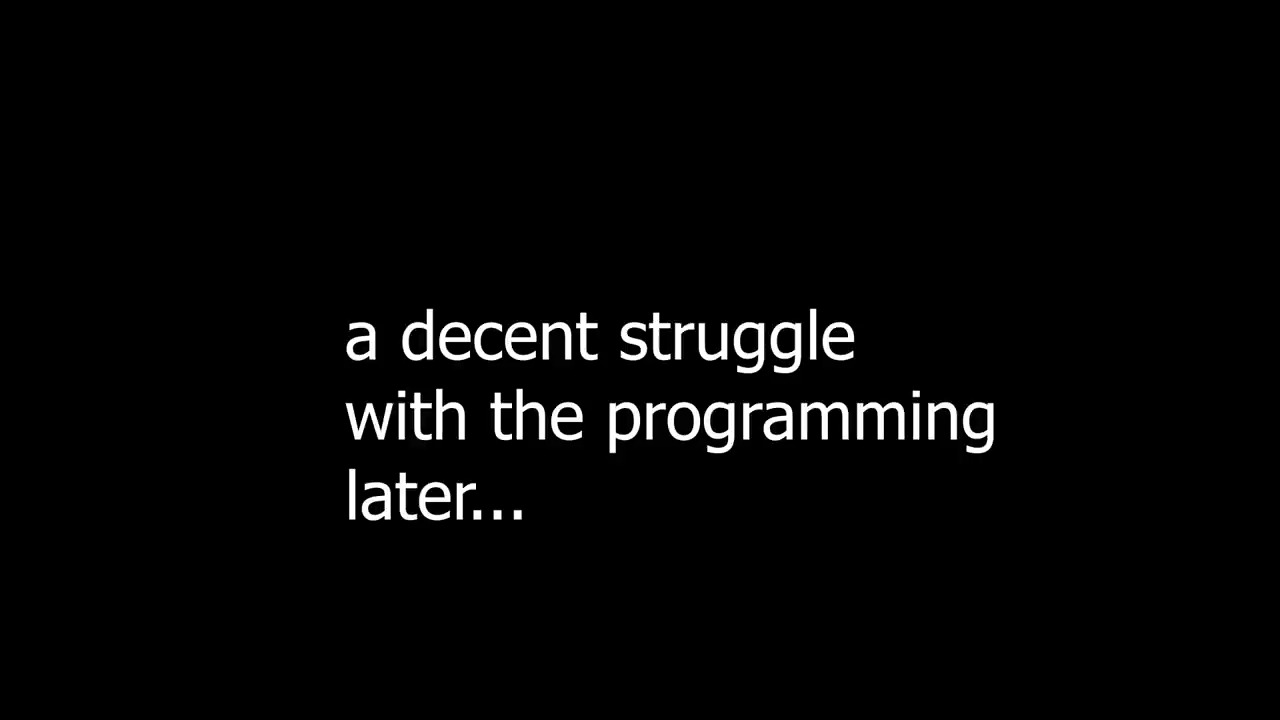 a decent struggle
with the programming
later...